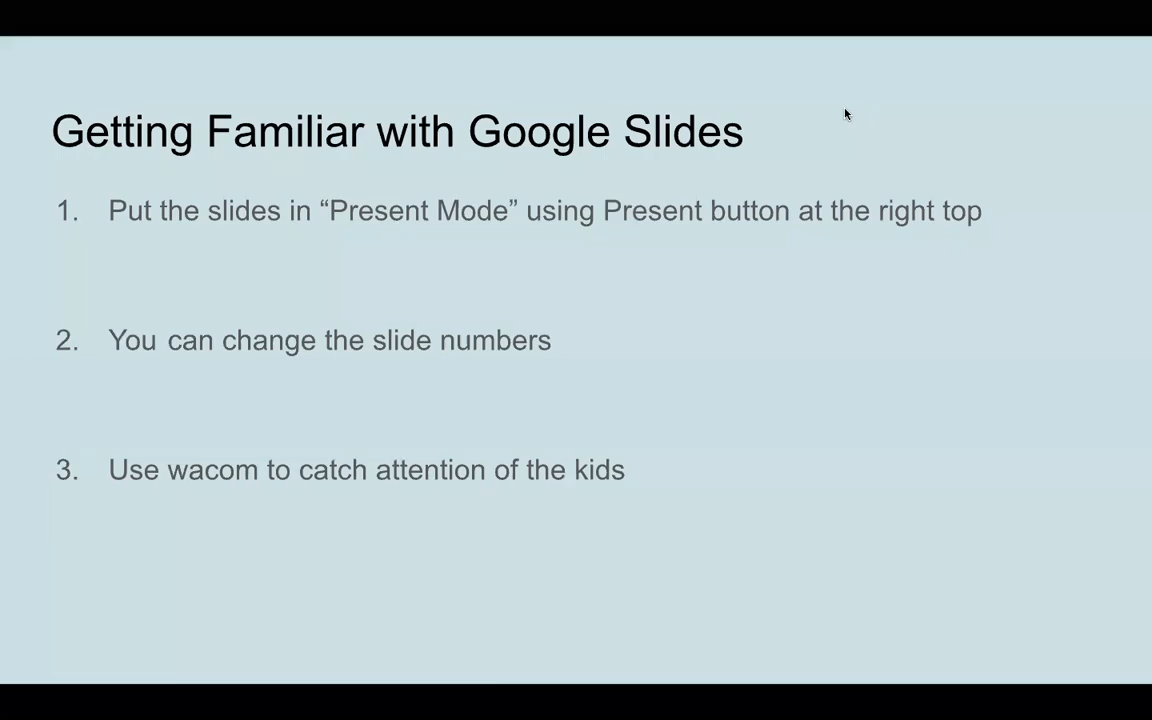 Getting Familiar with Google Slides
1. Put the slides in “Present Mode” using Present button at the right top
2. You can change the slide numbers
3. Use wacom to catch attention of the kids